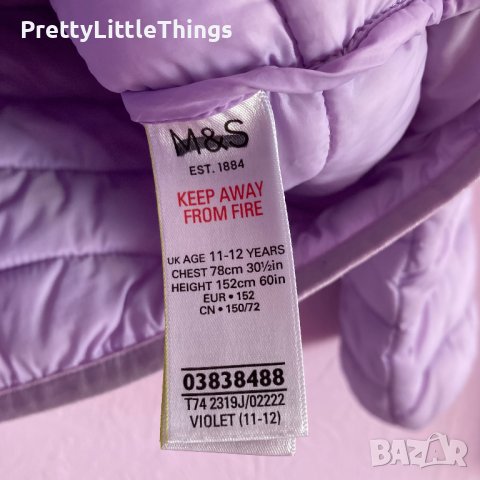 PrettyLittleThings
M&S
EST. 1884
KEEP AWAY
FROM FIRE
UK AGE 11-12 YEARS
CHEST 78cm 30½in
HEIGHT 152cm 60in
EUR • 152
CN • 150/72
03838488
T74 2319J/02222
VIOLET (11-12)
BAZAR